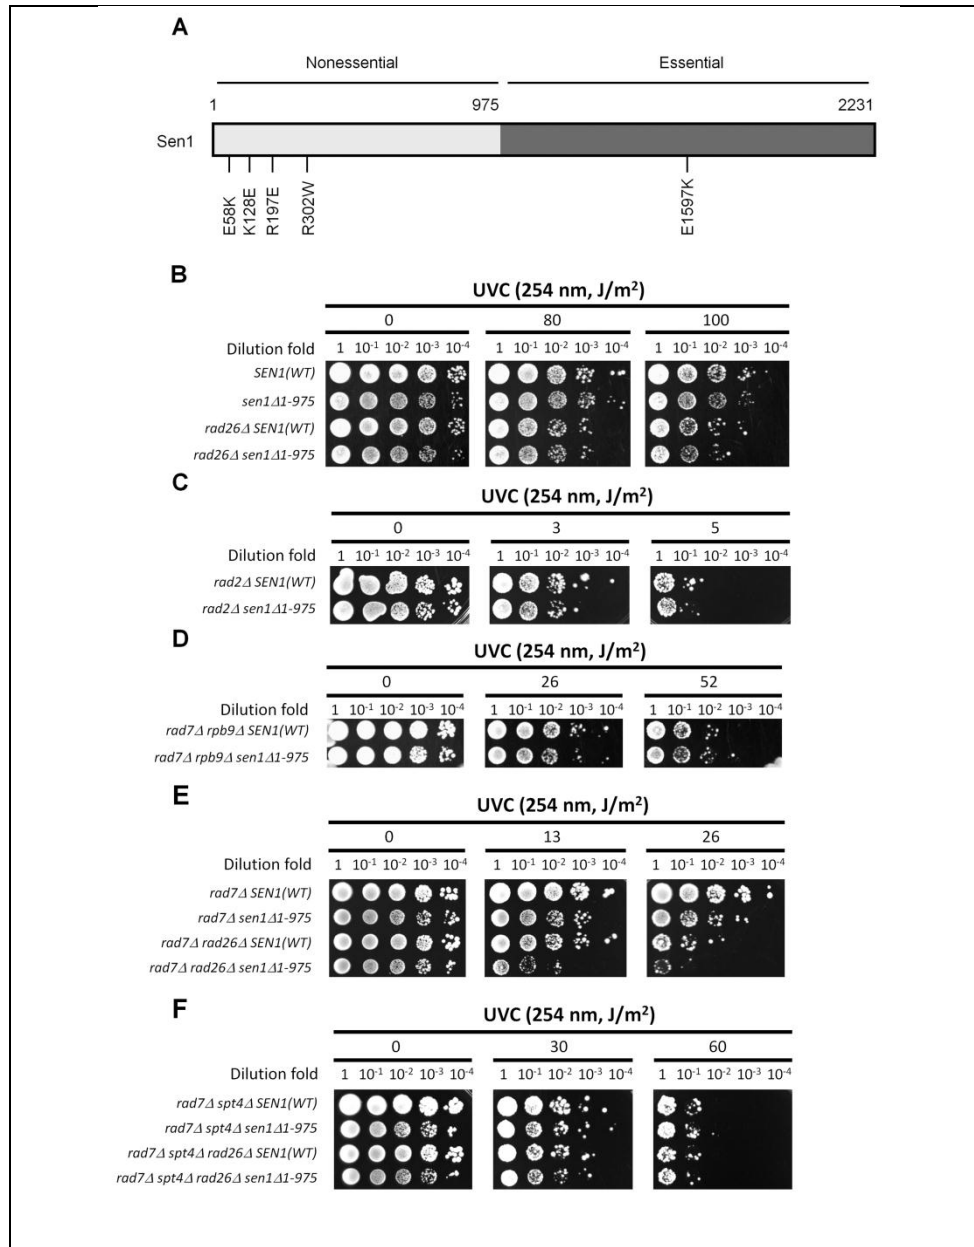 A
Nonessential Essential
1 975 2231
Sen1
E58K K128E R197E R302W E1597K
B
UVC (254 nm, J/m²)
0 80 100
Dilution fold 1 10⁻¹ 10⁻² 10⁻³ 10⁻⁴ 1 10⁻¹ 10⁻² 10⁻³ 10⁻⁴ 1 10⁻¹ 10⁻² 10⁻³ 10⁻⁴
SEN1(WT)
sen1Δ1-975
rad26Δ SEN1(WT)
rad26Δ sen1Δ1-975
C
UVC (254 nm, J/m²)
0 3 5
Dilution fold 1 10⁻¹ 10⁻² 10⁻³ 10⁻⁴ 1 10⁻¹ 10⁻² 10⁻³ 10⁻⁴ 1 10⁻¹ 10⁻² 10⁻³ 10⁻⁴
rad2Δ SEN1(WT)
rad2Δ sen1Δ1-975
D
UVC (254 nm, J/m²)
0 26 52
Dilution fold 1 10⁻¹ 10⁻² 10⁻³ 10⁻⁴ 1 10⁻¹ 10⁻² 10⁻³ 10⁻⁴ 1 10⁻¹ 10⁻² 10⁻³ 10⁻⁴
rad7Δ rpb9Δ SEN1(WT)
rad7Δ rpb9Δ sen1Δ1-975
E
UVC (254 nm, J/m²)
0 13 26
Dilution fold 1 10⁻¹ 10⁻² 10⁻³ 10⁻⁴ 1 10⁻¹ 10⁻² 10⁻³ 10⁻⁴ 1 10⁻¹ 10⁻² 10⁻³ 10⁻⁴
rad7Δ SEN1(WT)
rad7Δ sen1Δ1-975
rad7Δ rad26Δ SEN1(WT)
rad7Δ rad26Δ sen1Δ1-975
F
UVC (254 nm, J/m²)
0 30 60
Dilution fold 1 10⁻¹ 10⁻² 10⁻³ 10⁻⁴ 1 10⁻¹ 10⁻² 10⁻³ 10⁻⁴ 1 10⁻¹ 10⁻² 10⁻³ 10⁻⁴
rad7Δ spt4Δ SEN1(WT)
rad7Δ spt4Δ sen1Δ1-975
rad7Δ spt4Δ rad26Δ SEN1(WT)
rad7Δ spt4Δ rad26Δ sen1Δ1-975